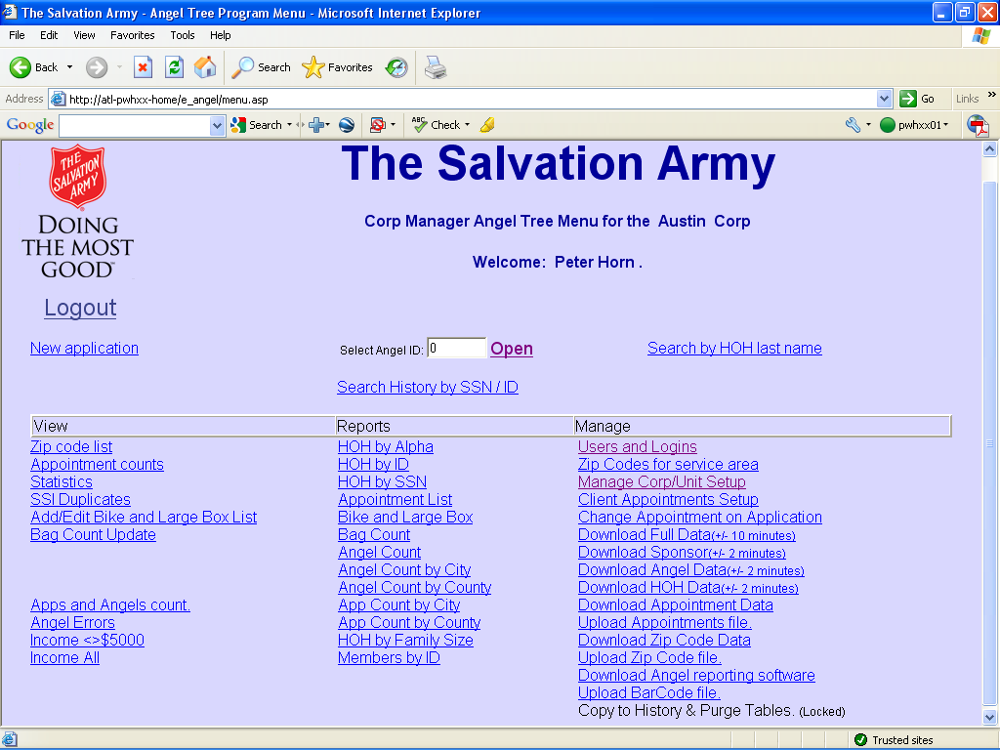 The Salvation Army - Angel Tree Program Menu - Microsoft Internet Explorer
File Edit View Favorites Tools Help
Back Search Favorites
Address http://atl-pwhxx-home/e_angel/menu.asp Go Links »
Google Search ABC Check pwhxx01
THE SALVATION ARMY
DOING
THE MOST
GOOD™
The Salvation Army
Corp Manager Angel Tree Menu for the Austin Corp
Welcome: Peter Horn .
Logout
New application Select Angel ID: 0 Open Search by HOH last name
Search History by SSN / ID
View Reports Manage
Zip code list HOH by Alpha Users and Logins
Appointment counts HOH by ID Zip Codes for service area
Statistics HOH by SSN Manage Corp/Unit Setup
SSI Duplicates Appointment List Client Appointments Setup
Add/Edit Bike and Large Box List Bike and Large Box Change Appointment on Application
Bag Count Update Bag Count Download Full Data(+/- 10 minutes)
Angel Count Download Sponsor(+/- 2 minutes)
Angel Count by City Download Angel Data(+/- 2 minutes)
Angel Count by County Download HOH Data(+/- 2 minutes)
Apps and Angels count. App Count by City Download Appointment Data
Angel Errors App Count by County Upload Appointments file.
Income <>$5000 HOH by Family Size Download Zip Code Data
Income All Members by ID Upload Zip Code file.
Download Angel reporting software
Upload BarCode file.
Copy to History & Purge Tables. (Locked)
Trusted sites